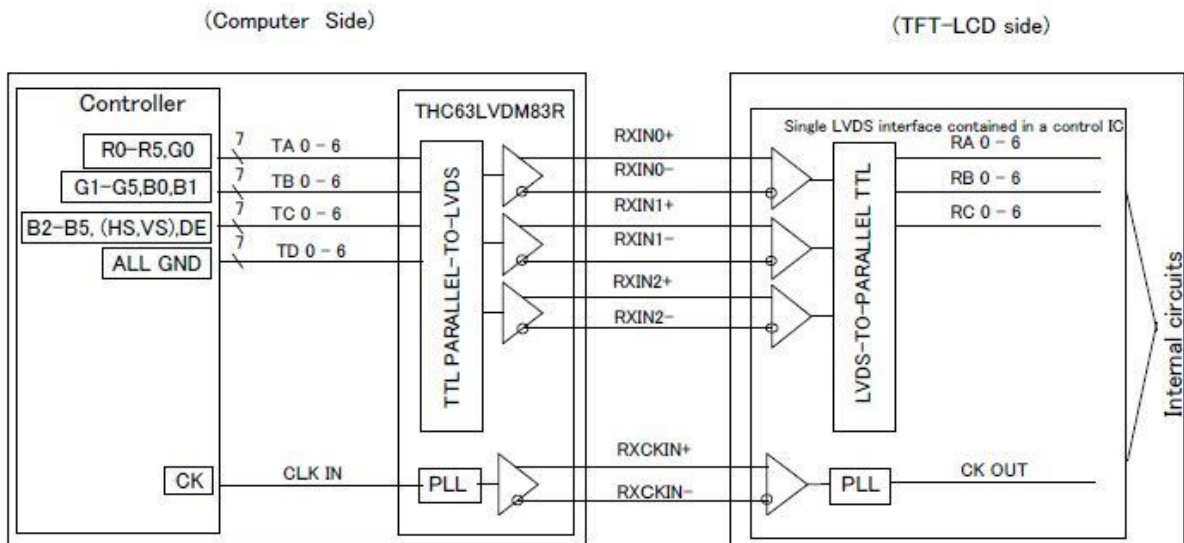 (Computer Side)
(TFT-LCD side)
Controller
THC63LVDM83R
Single LVDS interface contained in a control IC
R0-R5,G0
7
TA 0-6
RXIN0+
RA 0-6
G1-G5,B0,B1
7
TB 0-6
RXIN0-
RB 0-6
B2-B5, (HS,VS),DE
7
TC 0-6
RXIN1+
RC 0-6
ALL GND
7
TD 0-6
RXIN1-
RXIN2+
RXIN2-
TTL PARALLEL-TO-LVDS
LVDS-TO-PARALLEL TTL
Internal circuits
CK
CLK IN
PLL
RXCKIN+
RXCKIN-
PLL
CK OUT